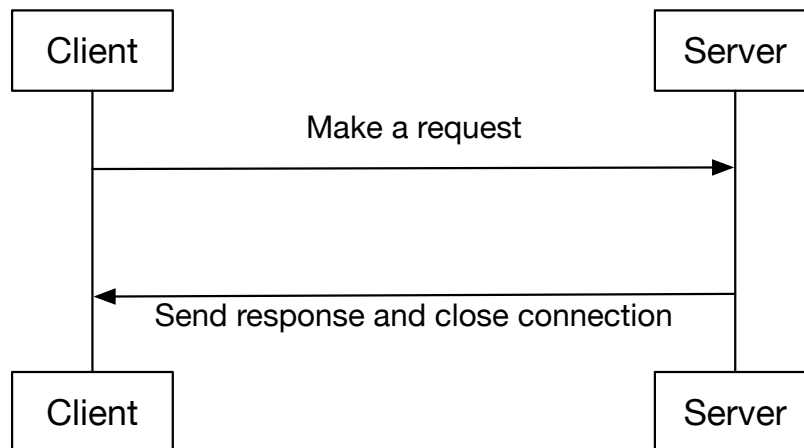 Client
Server
Make a request
Send response and close connection
Client
Server